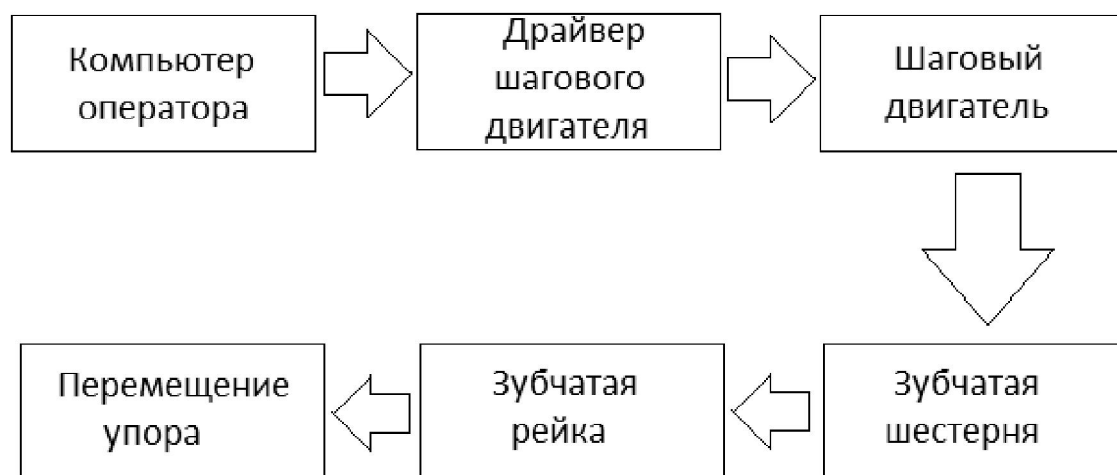 Компьютер
оператора
Драйвер
шагового
двигателя
Шаговый
двигатель
Зубчатая
шестерня
Зубчатая
рейка
Перемещение
упора